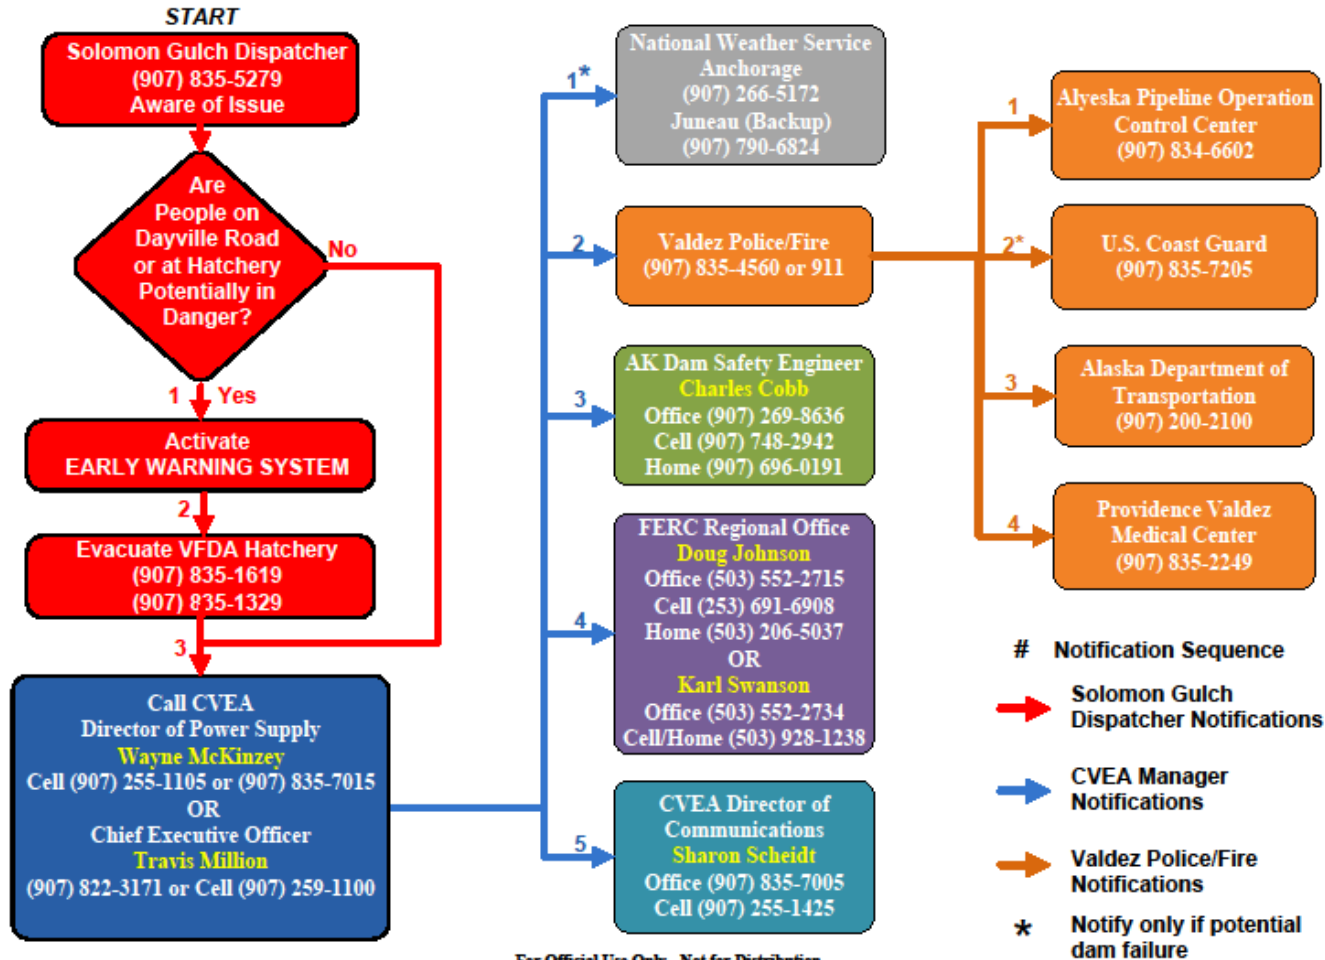 START
Solomon Gulch Dispatcher
(907) 835-5279
Aware of Issue
Are
People on
Dayville Road
or at Hatchery
Potentially in
Danger?
No
1 Yes
Activate
EARLY WARNING SYSTEM
2
Evacuate VFDA Hatchery
(907) 835-1619
(907) 835-1329
3
Call CVEA
Director of Power Supply
Wayne McKinzey
Cell (907) 255-1105 or (907) 835-7015
OR
Chief Executive Officer
Travis Million
(907) 822-3171 or Cell (907) 259-1100
1*
National Weather Service
Anchorage
(907) 266-5172
Juneau (Backup)
(907) 790-6824
2
Valdez Police/Fire
(907) 835-4560 or 911
3
AK Dam Safety Engineer
Charles Cobb
Office (907) 269-8636
Cell (907) 748-2942
Home (907) 696-0191
4
FERC Regional Office
Doug Johnson
Office (503) 552-2715
Cell (253) 691-6908
Home (503) 206-5037
OR
Karl Swanson
Office (503) 552-2734
Cell/Home (503) 928-1238
5
CVEA Director of
Communications
Sharon Scheidt
Office (907) 835-7005
Cell (907) 255-1425
1
Alyeska Pipeline Operation
Control Center
(907) 834-6602
2*
U.S. Coast Guard
(907) 835-7205
3
Alaska Department of
Transportation
(907) 200-2100
4
Providence Valdez
Medical Center
(907) 835-2249
# Notification Sequence
Solomon Gulch
Dispatcher Notifications
CVEA Manager
Notifications
Valdez Police/Fire
Notifications
* Notify only if potential
dam failure
For Official Use Only - Not for Distribution